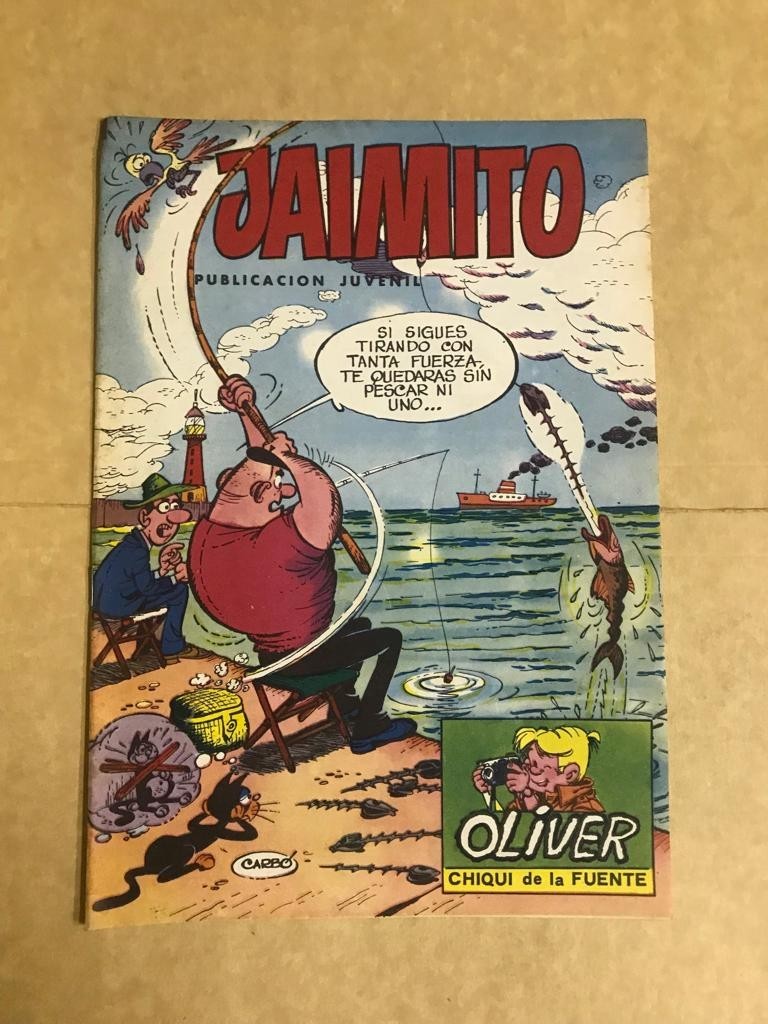 JAIMITO
PUBLICACION JUVENIL
SI SIGUES
TIRANDO CON
TANTA FUERZA,
TE QUEDARAS SIN
PESCAR NI
UNO...
CARBÓ
OLIVER
CHIQUI de la FUENTE